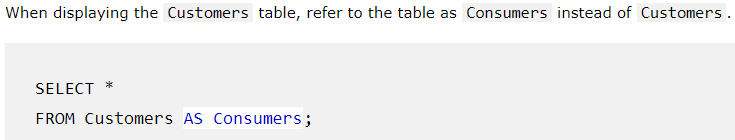 When displaying the Customers table, refer to the table as Consumers instead of Customers.
SELECT *
FROM Customers AS Consumers;